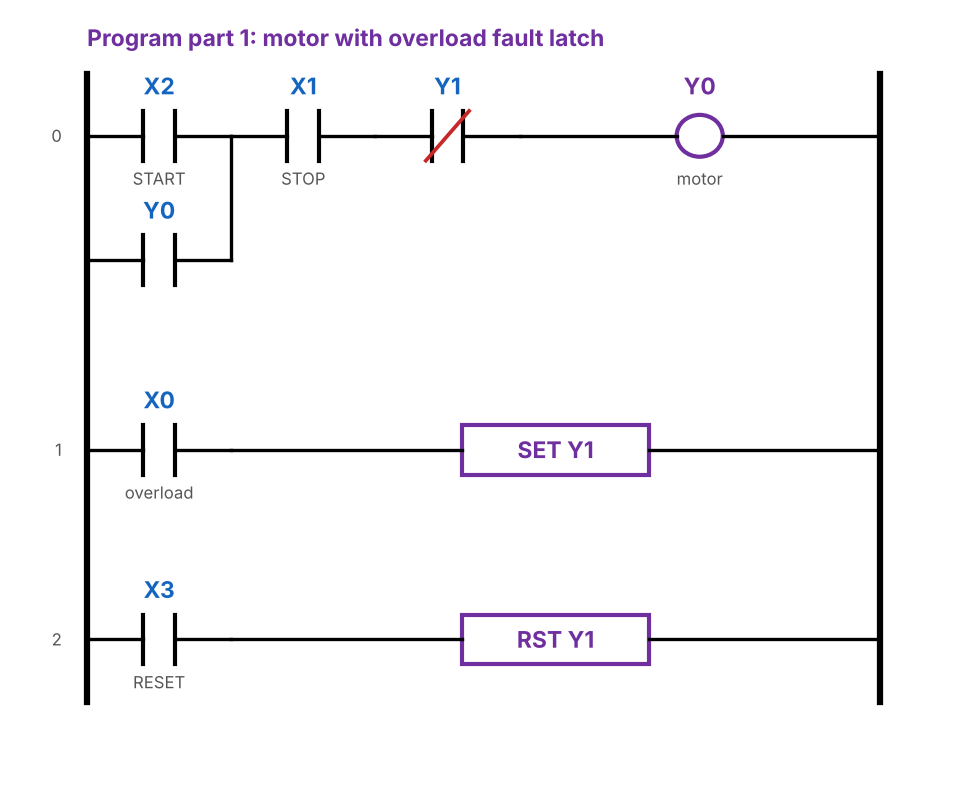 Program part 1: motor with overload fault latch
X2 X1 Y1 Y0
0
START STOP motor
Y0
X0
1 SET Y1
overload
X3
2 RST Y1
RESET